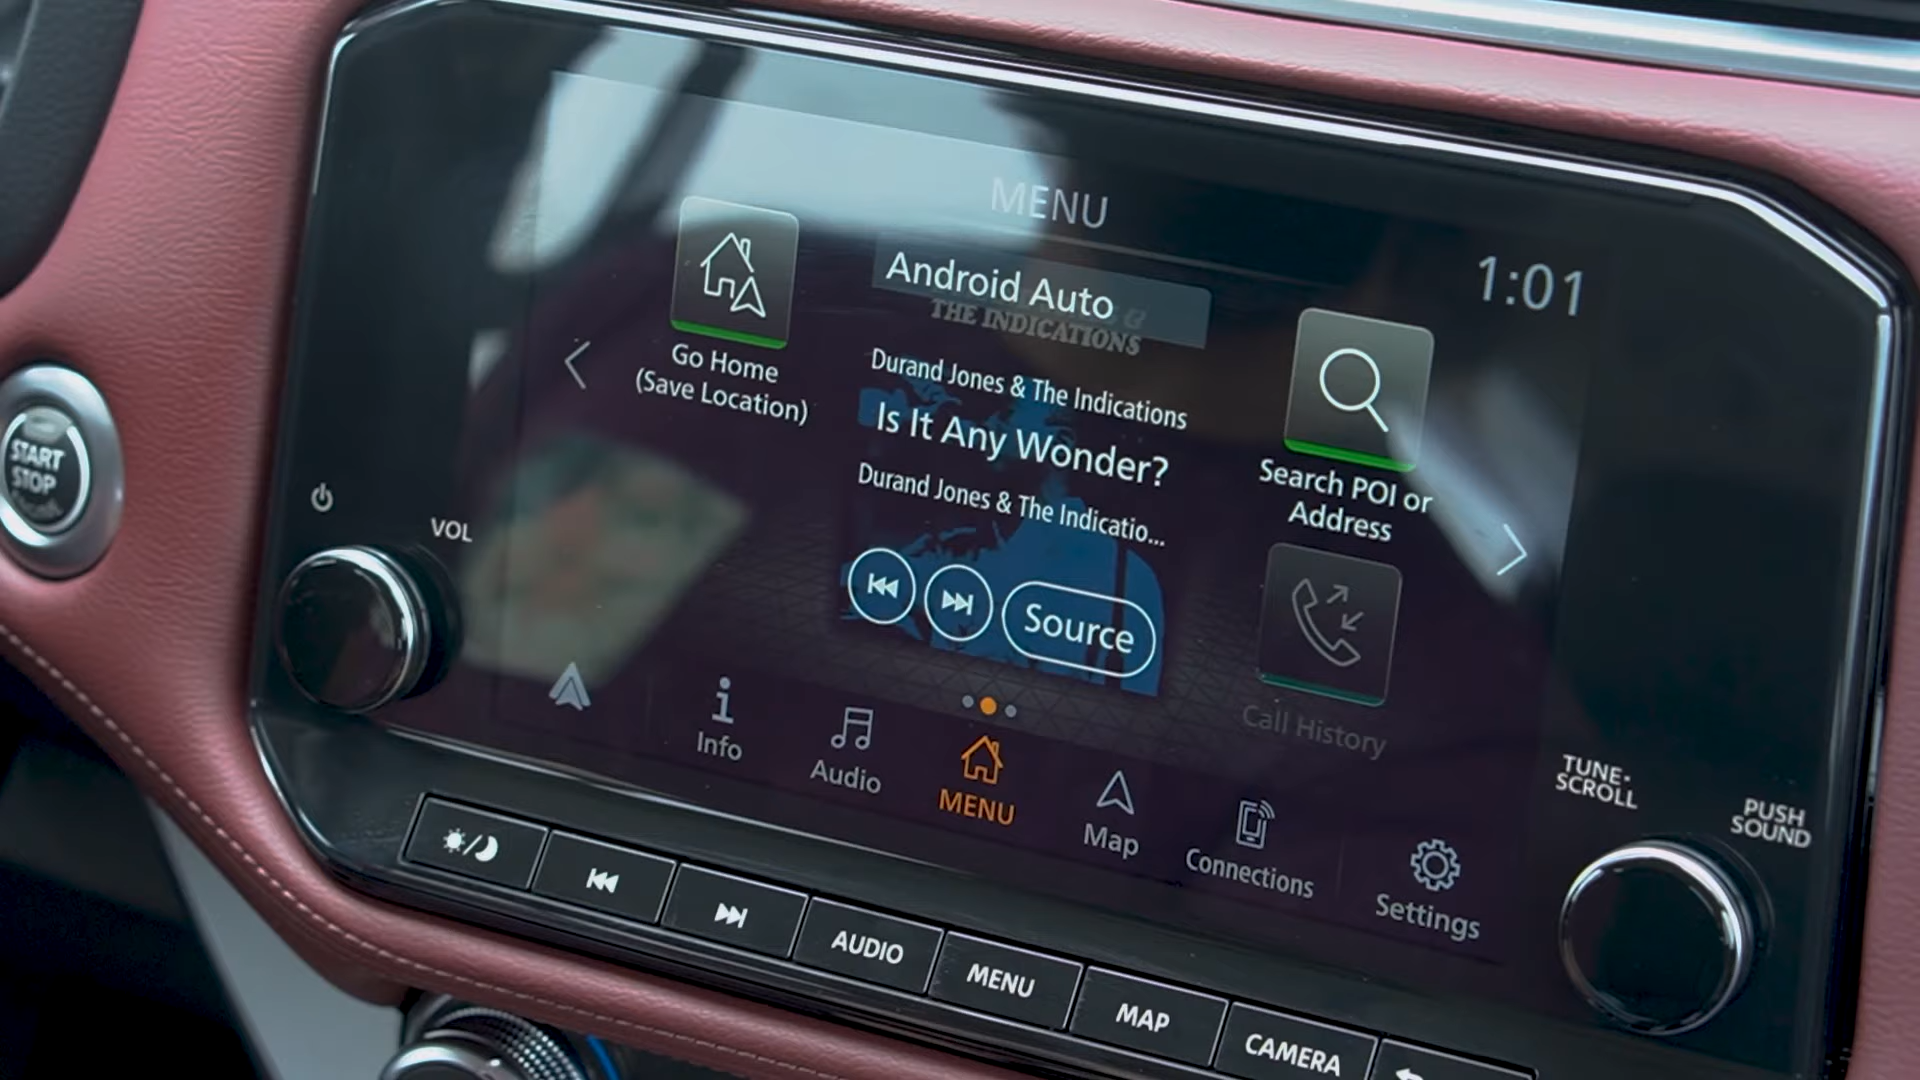 MENU
1:01
Android Auto
&
THE INDICATIONS
Go Home
(Save Location)
Durand Jones & The Indications
Is It Any Wonder?
Durand Jones & The Indicatio...
Source
Search POI or
Address
Call History
START
STOP
VOL
Info
Audio
MENU
Map
Connections
Settings
TUNE·
SCROLL
PUSH
SOUND
AUDIO
MENU
MAP
CAMERA